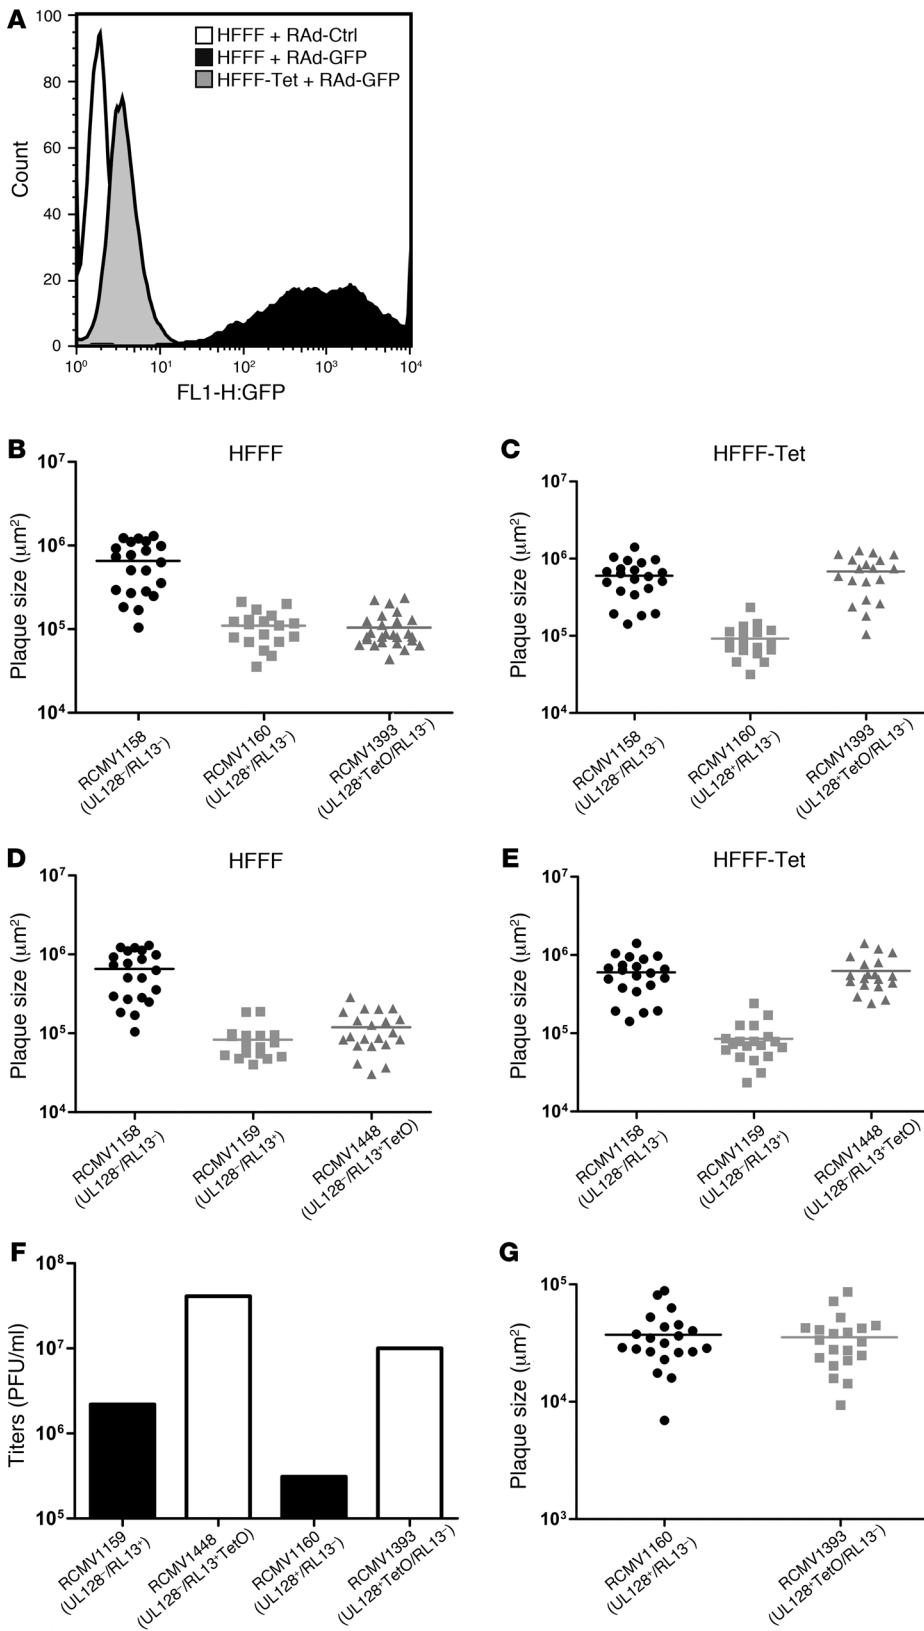 A
100
80
60
40
20
0
Count
HFFF + RAd-Ctrl
HFFF + RAd-GFP
HFFF-Tet + RAd-GFP
10⁰ 10¹ 10² 10³ 10⁴
FL1-H:GFP
B
HFFF
10⁷
10⁶
10⁵
10⁴
Plaque size (μm²)
RCMV1158
(UL128⁻/RL13⁻)
RCMV1160
(UL128⁺/RL13⁻)
RCMV1393
(UL128⁺TetO/RL13⁻)
C
HFFF-Tet
10⁷
10⁶
10⁵
10⁴
Plaque size (μm²)
RCMV1158
(UL128⁻/RL13⁻)
RCMV1160
(UL128⁺/RL13⁻)
RCMV1393
(UL128⁺TetO/RL13⁻)
D
HFFF
10⁷
10⁶
10⁵
10⁴
Plaque size (μm²)
RCMV1158
(UL128⁻/RL13⁻)
RCMV1159
(UL128⁻/RL13⁺)
RCMV1448
(UL128⁻/RL13⁺TetO)
E
HFFF-Tet
10⁷
10⁶
10⁵
10⁴
Plaque size (μm²)
RCMV1158
(UL128⁻/RL13⁻)
RCMV1159
(UL128⁻/RL13⁺)
RCMV1448
(UL128⁻/RL13⁺TetO)
F
10⁸
10⁷
10⁶
10⁵
Titers (PFU/ml)
RCMV1159
(UL128⁻/RL13⁺)
RCMV1448
(UL128⁻/RL13⁺TetO)
RCMV1160
(UL128⁺/RL13⁻)
RCMV1393
(UL128⁺TetO/RL13⁻)
G
10⁵
10⁴
10³
Plaque size (μm²)
RCMV1160
(UL128⁺/RL13⁻)
RCMV1393
(UL128⁺TetO/RL13⁻)